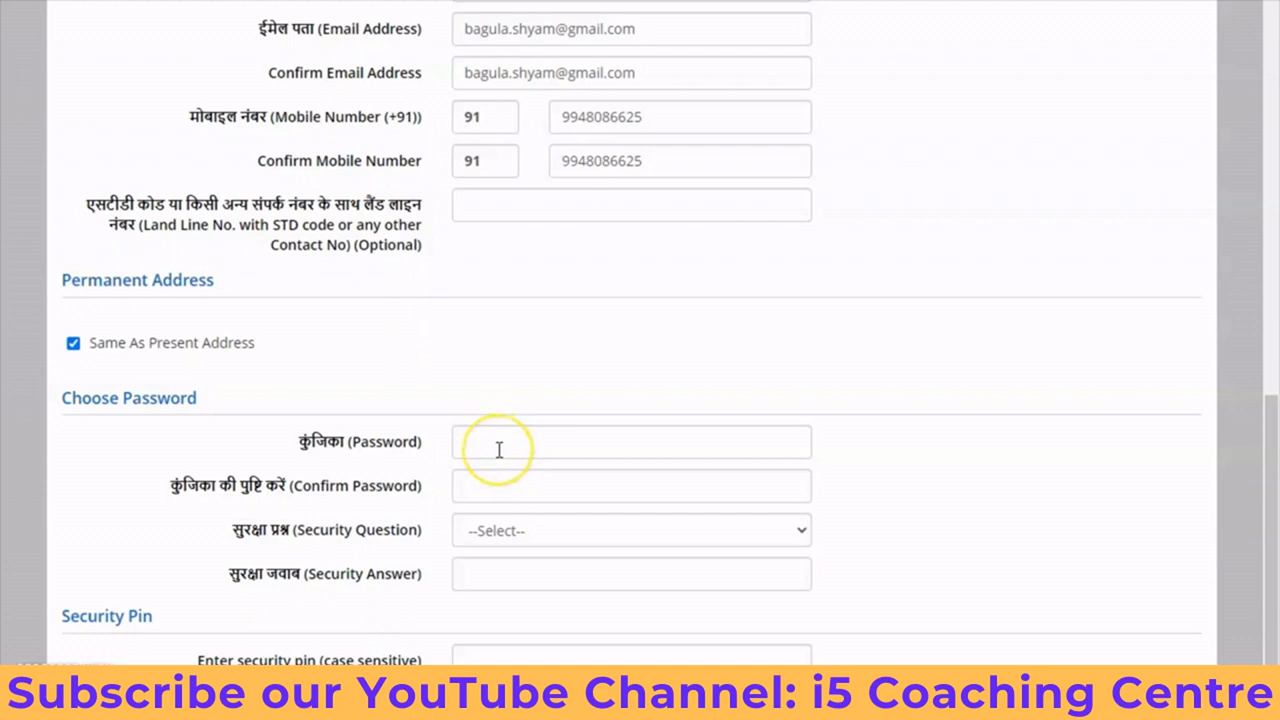 ईमेल पता (Email Address) bagula.shyam@gmail.com
Confirm Email Address bagula.shyam@gmail.com
मोबाइल नंबर (Mobile Number (+91)) 91 9948086625
Confirm Mobile Number 91 9948086625
एसटीडी कोड या किसी अन्य संपर्क नंबर के साथ लैंड लाइन
नंबर (Land Line No. with STD code or any other
Contact No) (Optional)
Permanent Address
Same As Present Address
Choose Password
कुंजिका (Password)
कुंजिका की पुष्टि करें (Confirm Password)
सुरक्षा प्रश्न (Security Question) --Select--
सुरक्षा जवाब (Security Answer)
Security Pin
Enter security pin (case sensitive)
Subscribe our YouTube Channel: i5 Coaching Centre